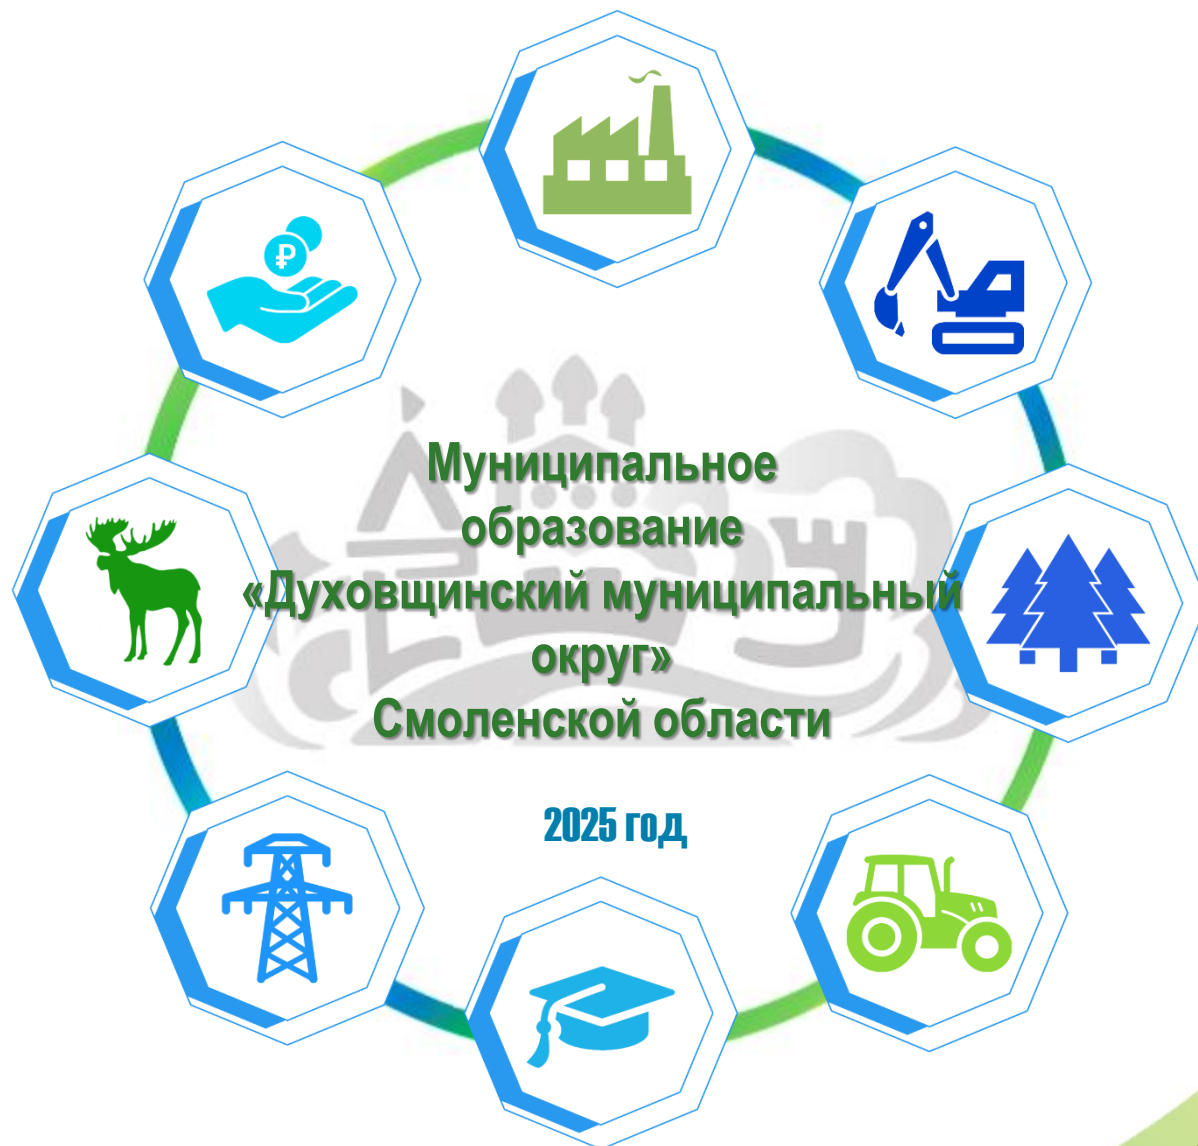 Муниципальное
образование
«Духовщинский муниципальный
округ»
Смоленской области
2025 год